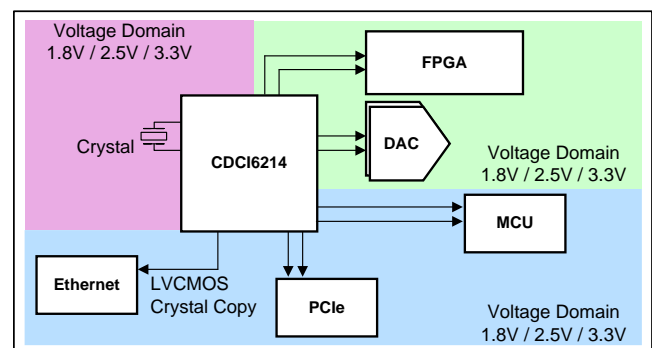 Voltage Domain
1.8V / 2.5V / 3.3V
FPGA
Crystal
CDCI6214
DAC
Voltage Domain
1.8V / 2.5V / 3.3V
MCU
Ethernet
LVCMOS
Crystal Copy
PCIe
Voltage Domain
1.8V / 2.5V / 3.3V